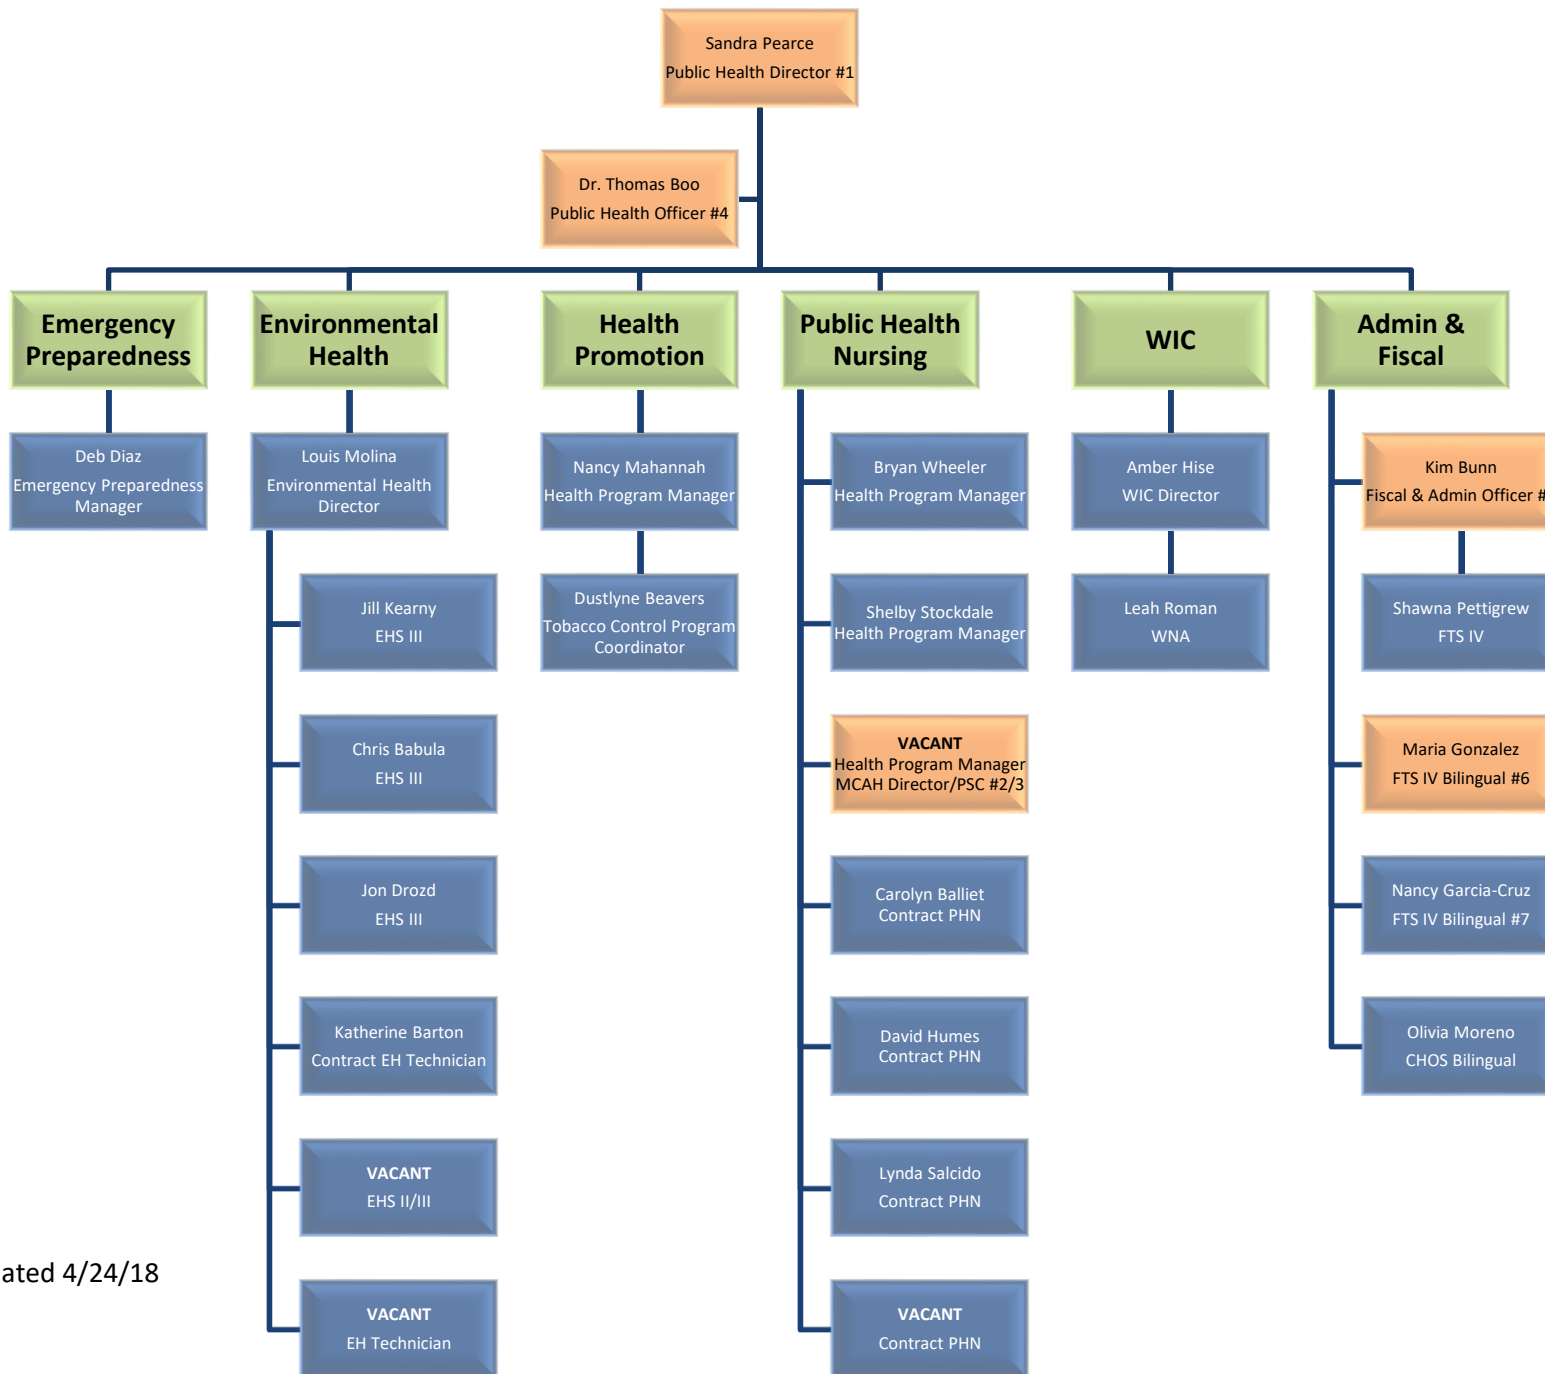 Sandra Pearce
Public Health Director #1
Dr. Thomas Boo
Public Health Officer #4
Emergency
Preparedness
Environmental
Health
Health
Promotion
Public Health
Nursing
WIC
Admin &
Fiscal
Deb Diaz
Emergency Preparedness
Manager
Louis Molina
Environmental Health
Director
Nancy Mahannah
Health Program Manager
Bryan Wheeler
Health Program Manager
Amber Hise
WIC Director
Kim Bunn
Fiscal & Admin Officer #
Jill Kearny
EHS III
Dustlyne Beavers
Tobacco Control Program
Coordinator
Shelby Stockdale
Health Program Manager
Leah Roman
WNA
Shawna Pettigrew
FTS IV
Chris Babula
EHS III
VACANT
Health Program Manager
MCAH Director/PSC #2/3
Maria Gonzalez
FTS IV Bilingual #6
Jon Drozd
EHS III
Carolyn Balliet
Contract PHN
Nancy Garcia-Cruz
FTS IV Bilingual #7
Katherine Barton
Contract EH Technician
David Humes
Contract PHN
Olivia Moreno
CHOS Bilingual
VACANT
EHS II/III
Lynda Salcido
Contract PHN
ated 4/24/18
VACANT
EH Technician
VACANT
Contract PHN